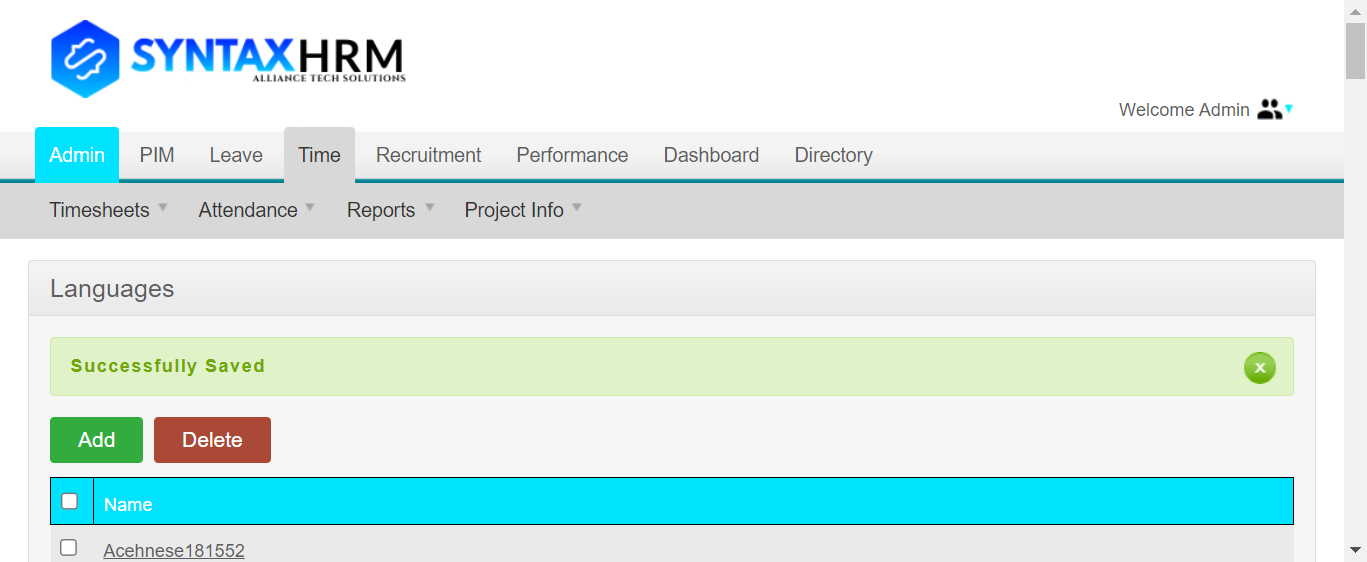 SYNTAXHRM
ALLIANCE TECH SOLUTIONS
Welcome Admin
Admin PIM Leave Time Recruitment Performance Dashboard Directory
Timesheets Attendance Reports Project Info
Languages
Successfully Saved
x
Add Delete
Name
Acehnese181552